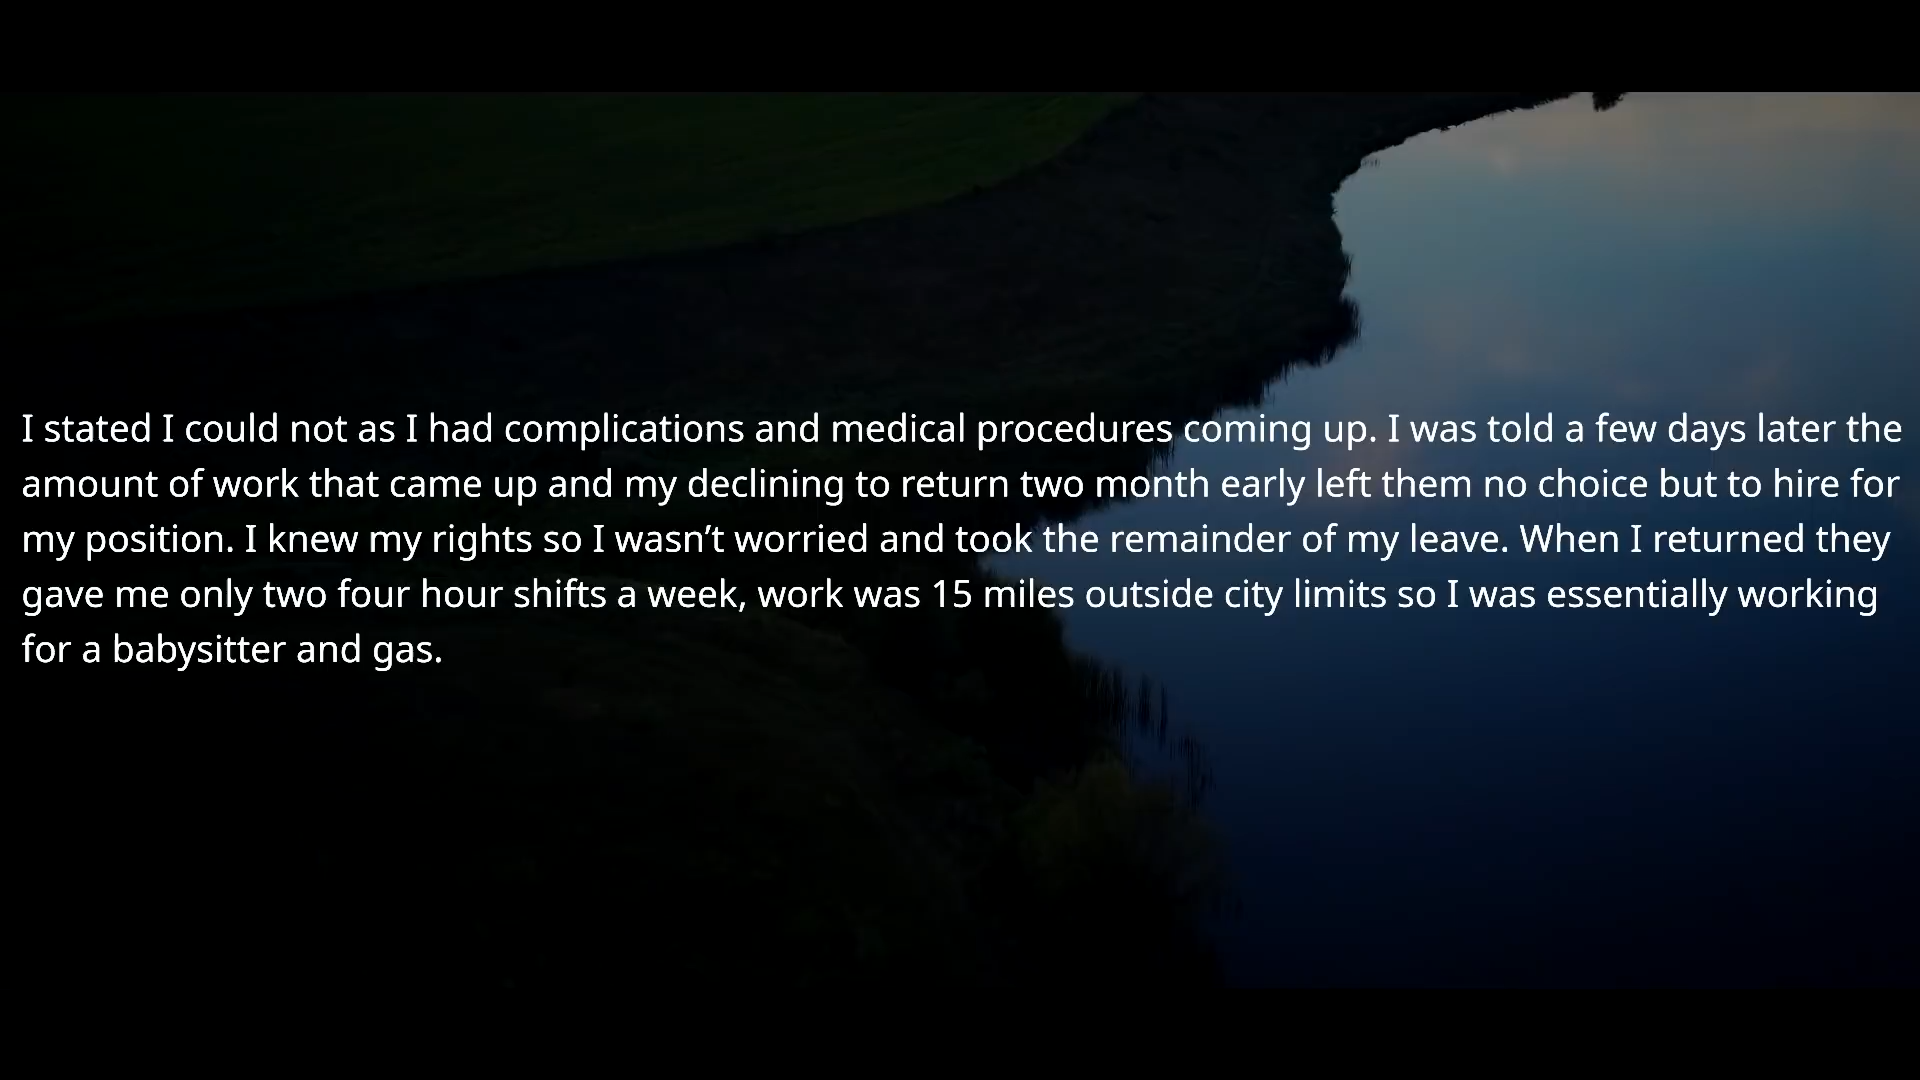 I stated I could not as I had complications and medical procedures coming up. I was told a few days later the
amount of work that came up and my declining to return two month early left them no choice but to hire for
my position. I knew my rights so I wasn’t worried and took the remainder of my leave. When I returned they
gave me only two four hour shifts a week, work was 15 miles outside city limits so I was essentially working
for a babysitter and gas.